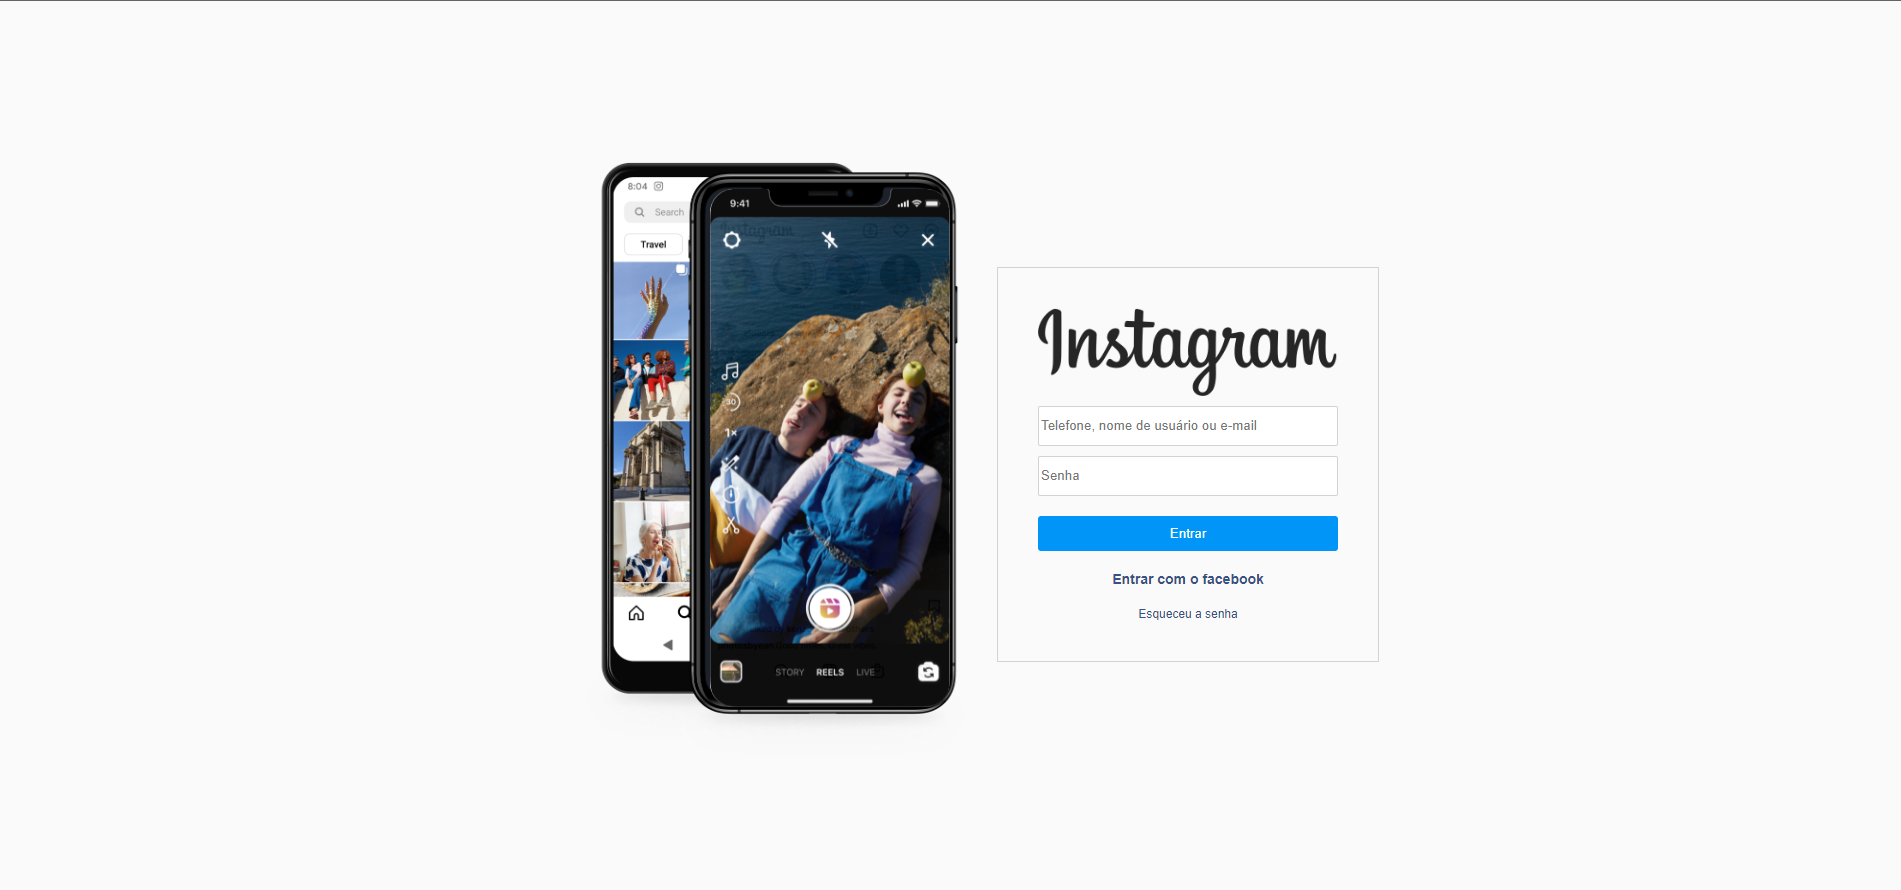 8:04
Search
Travel
9:41
30
1×
STORY REELS LIVE
Instagram
Telefone, nome de usuário ou e-mail
Senha
Entrar
Entrar com o facebook
Esqueceu a senha